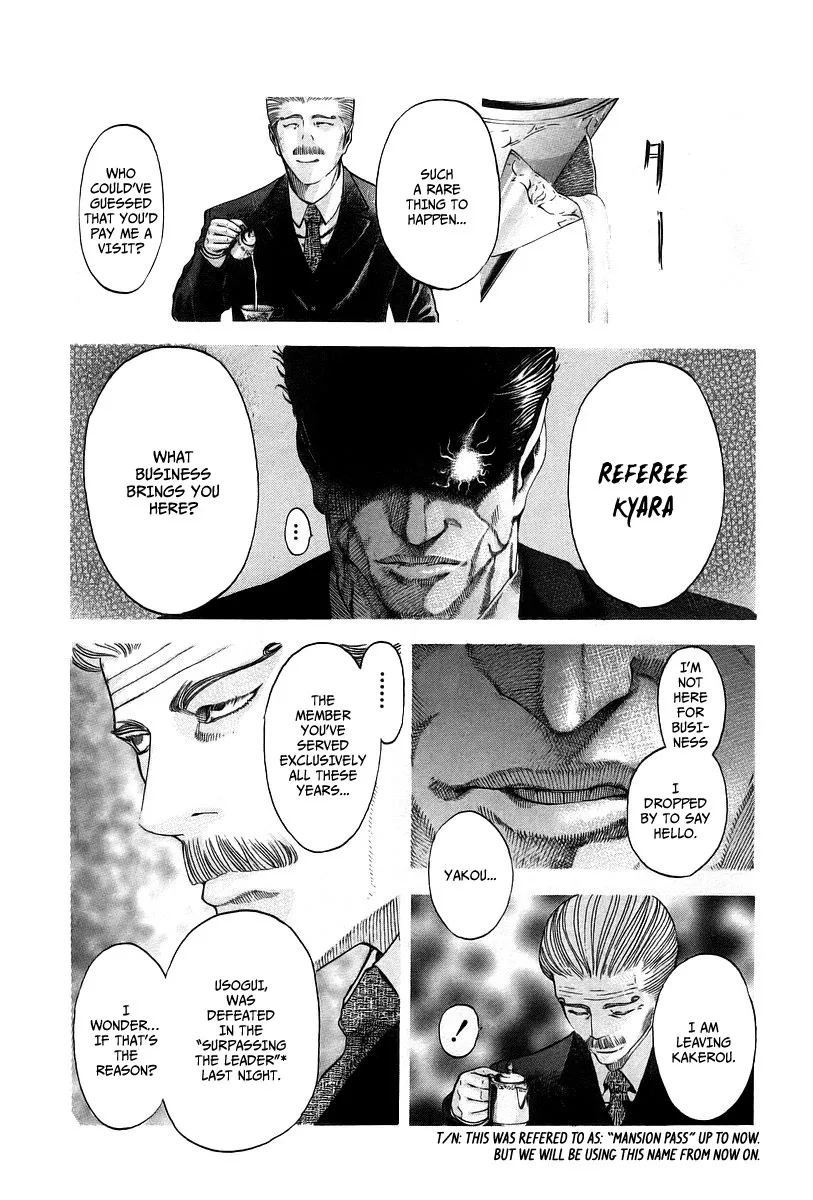 ター
SUCH
A RARE
THING TO
HAPPEN...
WHO
COULD'VE
GUESSED
THAT YOU'D
PAY ME A
VISIT?
REFEREE
KYARA
...
WHAT
BUSINESS
BRINGS YOU
HERE?
I'M
NOT
HERE
FOR
BUSI-
NESS
I
DROPPED
BY TO SAY
HELLO.
YAKOU...
I AM
LEAVING
KAKEROU.
!
......
THE
MEMBER
YOU'VE
SERVED
EXCLUSIVELY
ALL THESE
YEARS...
USOGUI,
WAS
DEFEATED
IN THE
"SURPASSING
THE LEADER"*
LAST NIGHT.
I
WONDER...
IF THAT'S
THE
REASON?
T/N: THIS WAS REFERED TO AS: "MANSION PASS" UP TO NOW.
BUT WE WILL BE USING THIS NAME FROM NOW ON.